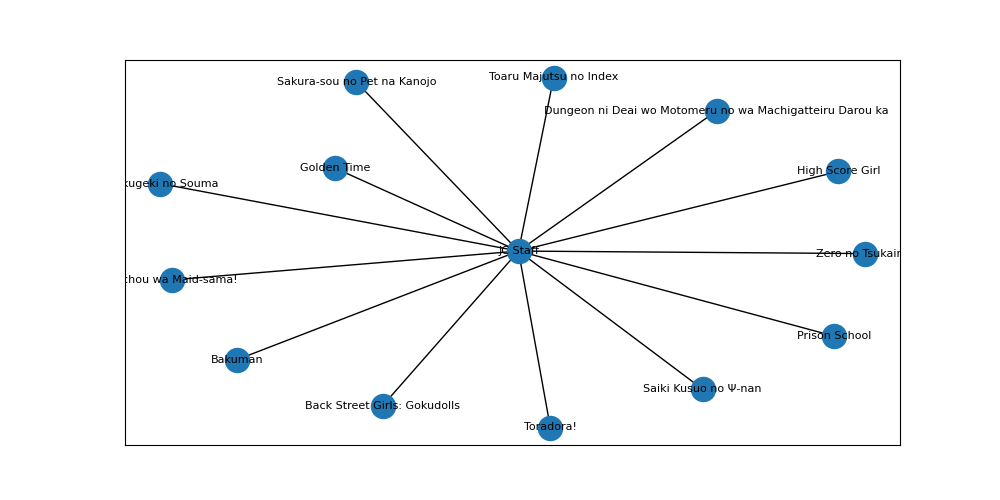 Toaru Majutsu no Index
Sakura-sou no Pet na Kanojo
Dungeon ni Deai wo Motomeru no wa Machigatteiru Darou ka
Golden Time
High Score Girl
kugeki no Souma
JC Staff
Zero no Tsukaim
chou wa Maid-sama!
Prison School
Bakuman
Saiki Kusuo no Ψ-nan
Back Street Girls: Gokudolls
Toradora!